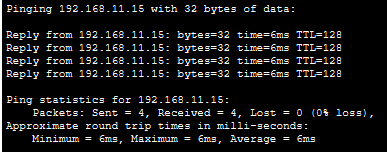 Pinging 192.168.11.15 with 32 bytes of data:
Reply from 192.168.11.15: bytes=32 time=6ms TTL=128
Reply from 192.168.11.15: bytes=32 time=6ms TTL=128
Reply from 192.168.11.15: bytes=32 time=6ms TTL=128
Reply from 192.168.11.15: bytes=32 time=6ms TTL=128
Ping statistics for 192.168.11.15:
Packets: Sent = 4, Received = 4, Lost = 0 (0% loss),
Approximate round trip times in milli-seconds:
Minimum = 6ms, Maximum = 6ms, Average = 6ms